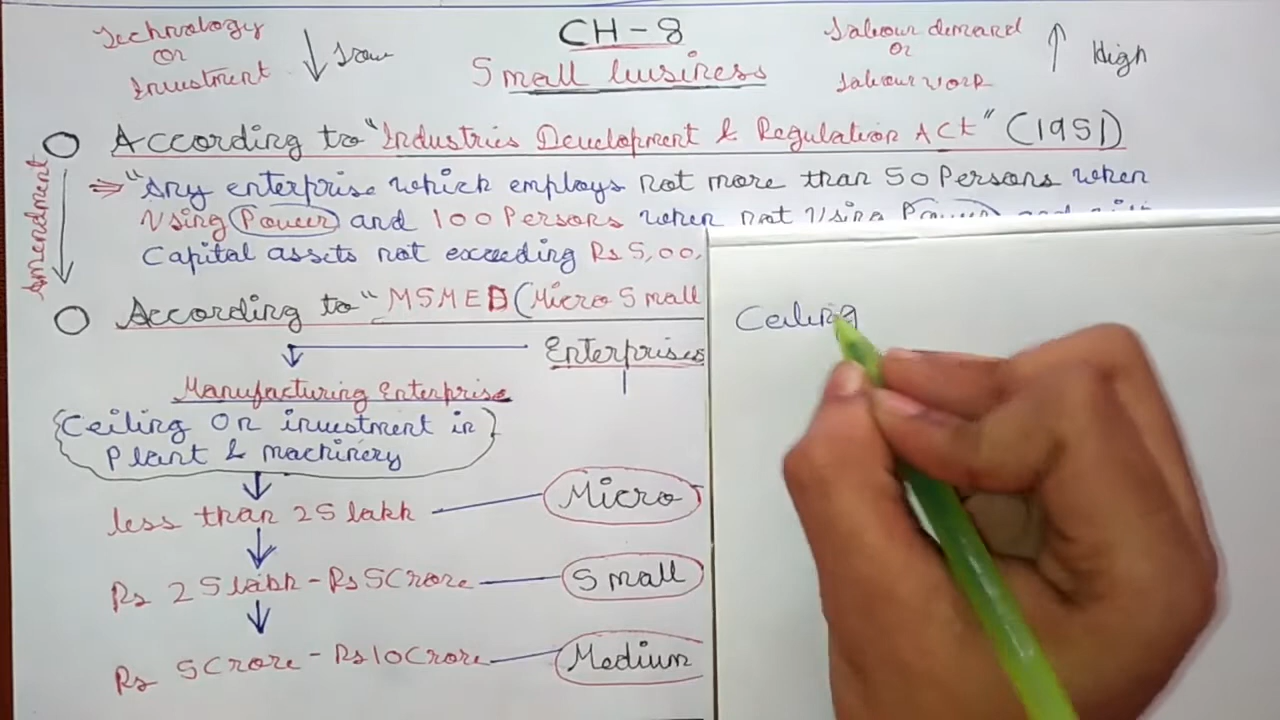 CH-8
Small business
Technology
Or
Investment
Low
Labour demand
Or
Labour work
High
According to "Industries Development & Regulation Act" (1951)
Amendment
"Any enterprise which employs not more than 50 Persons when
Using Power and 100 Persons when not Using Power and
Capital assets not exceeding Rs 5,00,
According to "MSMED (Micro Small
Enterprises
Manufacturing Enterprise
Ceiling On investment in
Plant & machinery
less than 25 lakh
Micro
Rs 25 lakh - Rs 5 Crore
Small
Rs 5 Crore - Rs 10 Crore
Medium
Ceiling